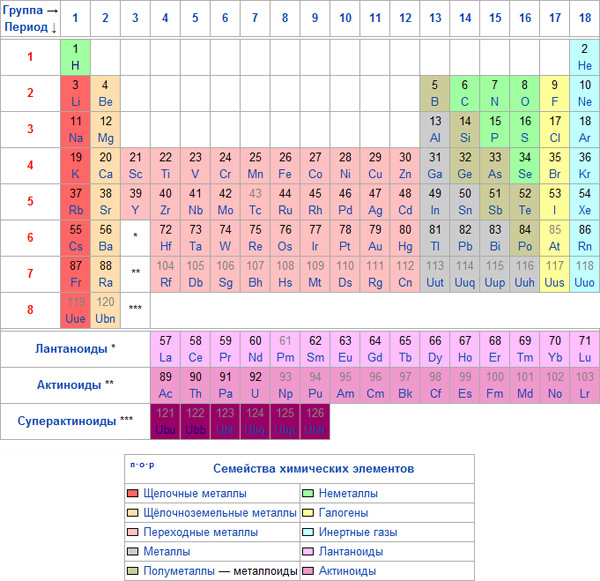 Группа → 1 2 3 4 5 6 7 8 9 10 11 12 13 14 15 16 17 18
Период ↓
1 1 2
H He
2 3 4 5 6 7 8 9 10
Li Be B C N O F Ne
3 11 12 13 14 15 16 17 18
Na Mg Al Si P S Cl Ar
4 19 20 21 22 23 24 25 26 27 28 29 30 31 32 33 34 35 36
K Ca Sc Ti V Cr Mn Fe Co Ni Cu Zn Ga Ge As Se Br Kr
5 37 38 39 40 41 42 43 44 45 46 47 48 49 50 51 52 53 54
Rb Sr Y Zr Nb Mo Tc Ru Rh Pd Ag Cd In Sn Sb Te I Xe
6 55 56 * 72 73 74 75 76 77 78 79 80 81 82 83 84 85 86
Cs Ba Hf Ta W Re Os Ir Pt Au Hg Tl Pb Bi Po At Rn
7 87 88 ** 104 105 106 107 108 109 110 111 112 113 114 115 116 117 118
Fr Ra Rf Db Sg Bh Hs Mt Ds Rg Cn Uut Uuq Uup Uuh Uus Uuo
8 119 120 ***
Uue Ubn
Лантаноиды * 57 58 59 60 61 62 63 64 65 66 67 68 69 70 71
La Ce Pr Nd Pm Sm Eu Gd Tb Dy Ho Er Tm Yb Lu
Актиноиды ** 89 90 91 92 93 94 95 96 97 98 99 100 101 102 103
Ac Th Pa U Np Pu Am Cm Bk Cf Es Fm Md No Lr
Суперактиноиды *** 121 122 123 124 125 126
Ubu Ubb Ubt Ubq Ubp Ubh
п·о·р Семейства химических элементов
Щелочные металлы Неметаллы
Щёлочноземельные металлы Галогены
Переходные металлы Инертные газы
Металлы Лантаноиды
Полуметаллы — металлоиды Актиноиды